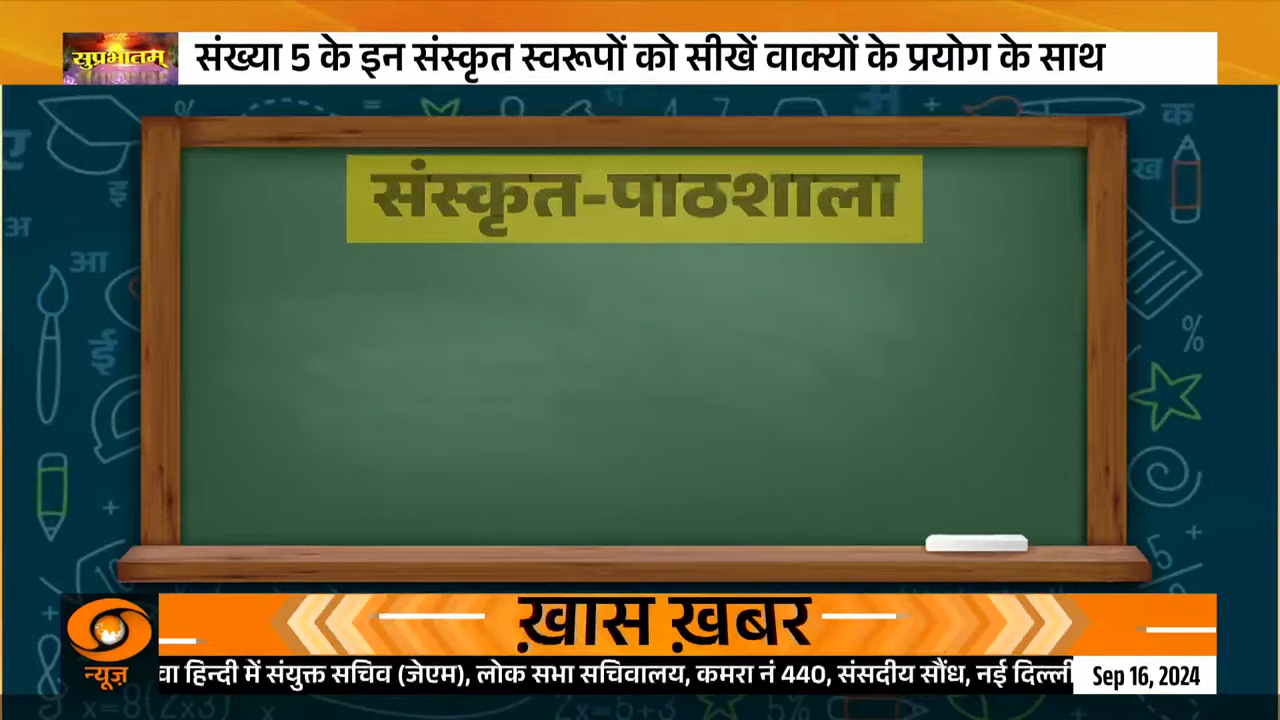 सुप्रभातम्
संख्या 5 के इन संस्कृत स्वरूपों को सीखें वाक्यों के प्रयोग के साथ
संस्कृत-पाठशाला
ख़ास ख़बर
न्यूज़
वा हिन्दी में संयुक्त सचिव (जेएम), लोक सभा सचिवालय, कमरा नं 440, संसदीय सौंध, नई दिल्ली
Sep 16, 2024